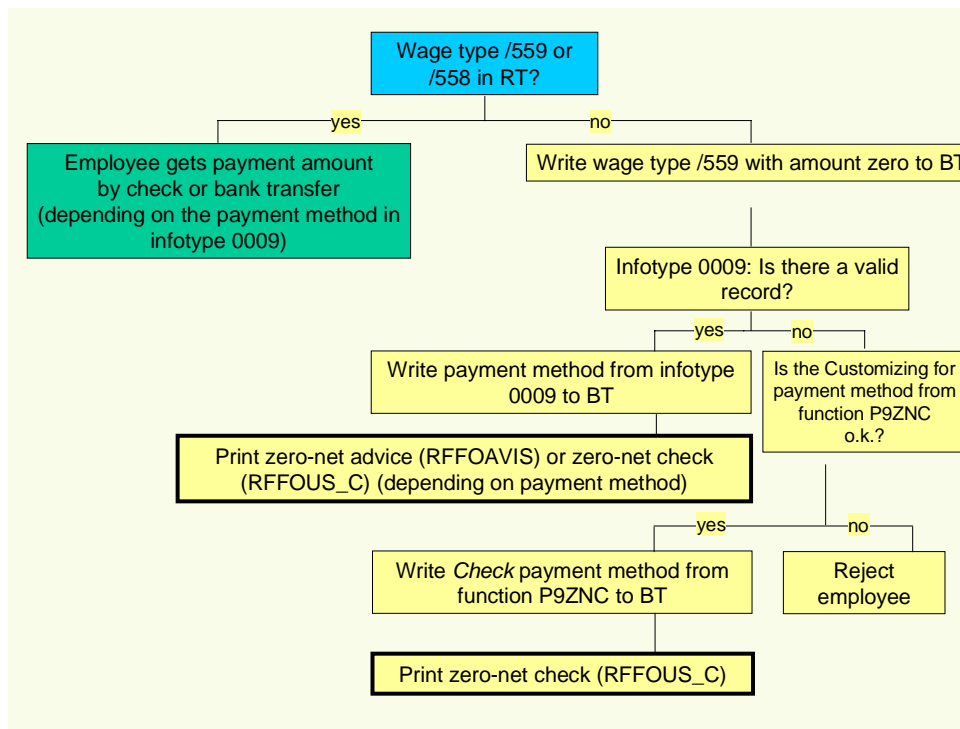 Wage type /559 or
/558 in RT?
yes
no
Employee gets payment amount
by check or bank transfer
(depending on the payment method in
infotype 0009)
Write wage type /559 with amount zero to BT
Infotype 0009: Is there a valid
record?
yes
no
Write payment method from infotype
0009 to BT
Is the Customizing for
payment method from
function P9ZNC
o.k.?
Print zero-net advice (RFFOAVIS) or zero-net check
(RFFOUS_C) (depending on payment method)
yes
no
Write Check payment method from
function P9ZNC to BT
Reject
employee
Print zero-net check (RFFOUS_C)